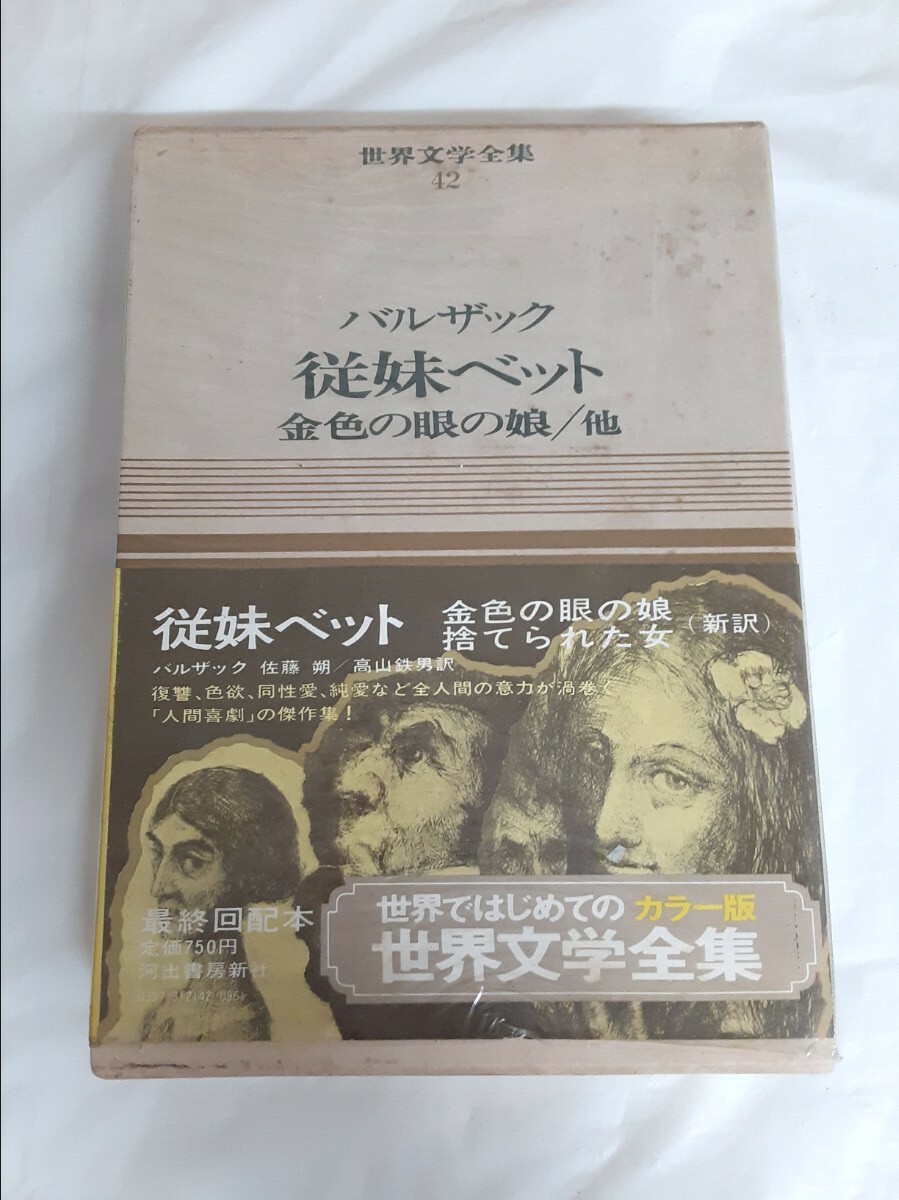 世界文学全集
42
バルザック
従妹ベット
金色の眼の娘/他
従妹ベット 金色の眼の娘 捨てられた女 (新訳)
バルザック 佐藤 朔/高山鉄男訳
復讐、色欲、同性愛、純愛など全人間の意力が渦巻く
「人間喜劇」の傑作集!
最終回配本
定価750円
河出書房新社
世界ではじめての カラー版
世界文学全集